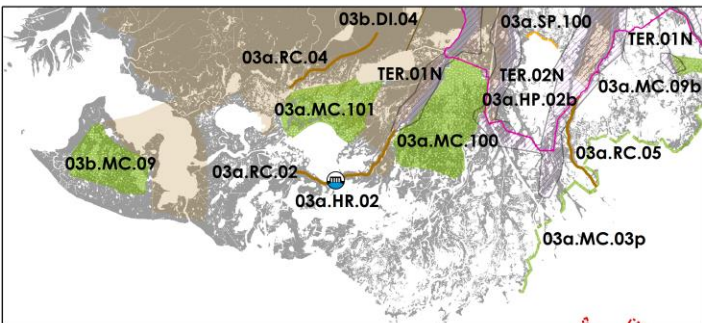 03b.DI.04
03a.SP.100
03a.RC.04
TER.01N
TER.01N
TER.02N
03a.MC.101
03a.HP.02b
03a.MC.09b
03a.MC.100
03b.MC.09
03a.RC.02
03a.RC.05
03a.HR.02
03a.MC.03p